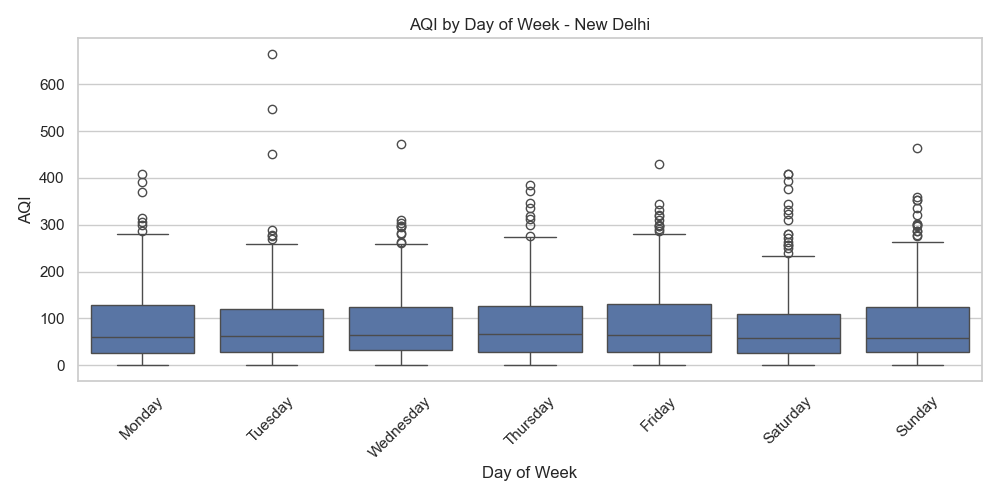 AQI by Day of Week - New Delhi
AQI
600
500
400
300
200
100
0
Monday
Tuesday
Wednesday
Thursday
Friday
Saturday
Sunday
Day of Week